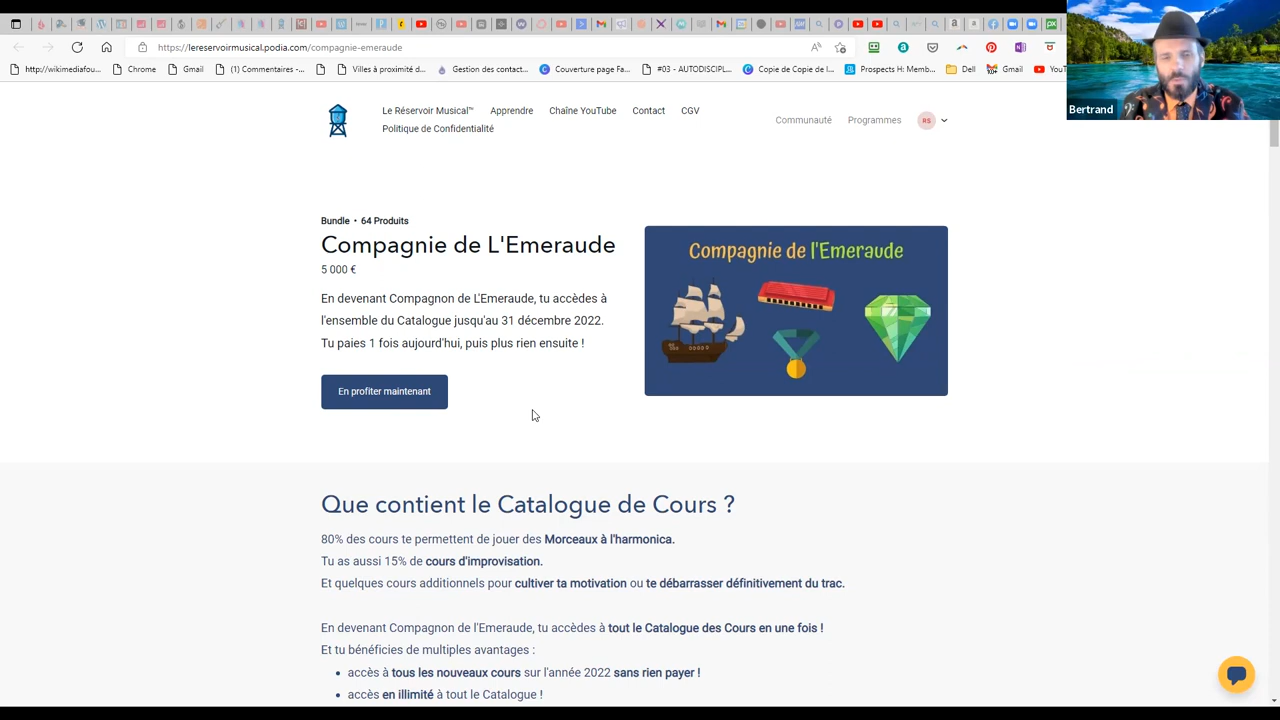 https://lereservoirmusical.podia.com/compagnie-emeraude
http://wikimediafou...
Chrome
Gmail
(1) Commentaires -...
Villes à proximité d...
Gestion des contact...
Couverture page Fa...
#03 - AUTODISCIPL...
Copie de Copie de l...
Prospects H: Memb...
Dell
Gmail
Bertrand
Le Réservoir Musical™
Apprendre
Chaîne YouTube
Contact
CGV
Politique de Confidentialité
Communauté
Programmes
RS
Bundle • 64 Produits
Compagnie de L'Emeraude
5 000 €
En devenant Compagnon de L'Emeraude, tu accèdes à
l'ensemble du Catalogue jusqu'au 31 décembre 2022.
Tu paies 1 fois aujourd'hui, puis plus rien ensuite !
En profiter maintenant
Compagnie de l'Emeraude
Que contient le Catalogue de Cours ?
80% des cours te permettent de jouer des Morceaux à l'harmonica.
Tu as aussi 15% de cours d'improvisation.
Et quelques cours additionnels pour cultiver ta motivation ou te débarrasser définitivement du trac.
En devenant Compagnon de l'Emeraude, tu accèdes à tout le Catalogue des Cours en une fois !
Et tu bénéficies de multiples avantages :
• accès à tous les nouveaux cours sur l'année 2022 sans rien payer !
• accès en illimité à tout le Catalogue !